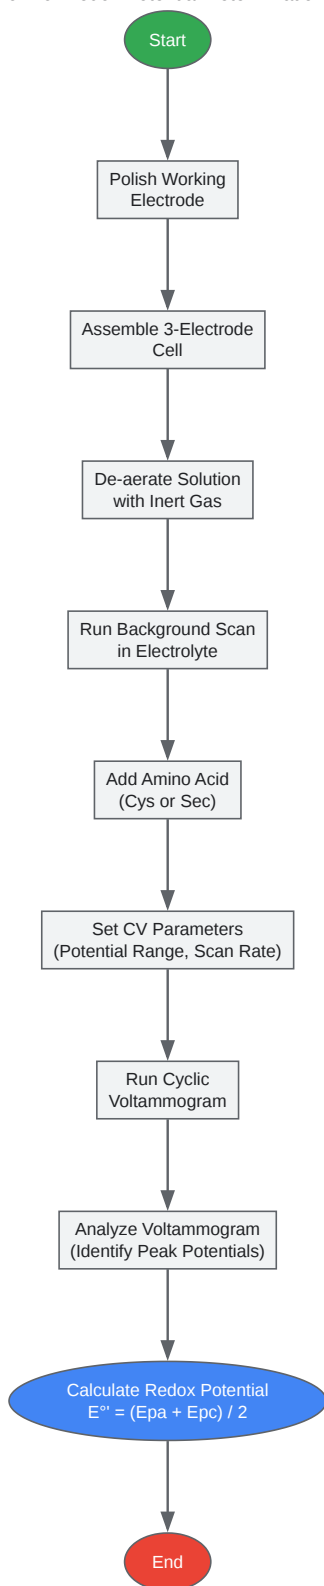 Start
Polish Working
Electrode
Assemble 3-Electrode
Cell
De-aerate Solution
with Inert Gas
Run Background Scan
in Electrolyte
Add Amino Acid
(Cys or Sec)
Set CV Parameters
(Potential Range, Scan Rate)
Run Cyclic
Voltammogram
Analyze Voltammogram
(Identify Peak Potentials)
Calculate Redox Potential
E°' = (Epa + Epc) / 2
End